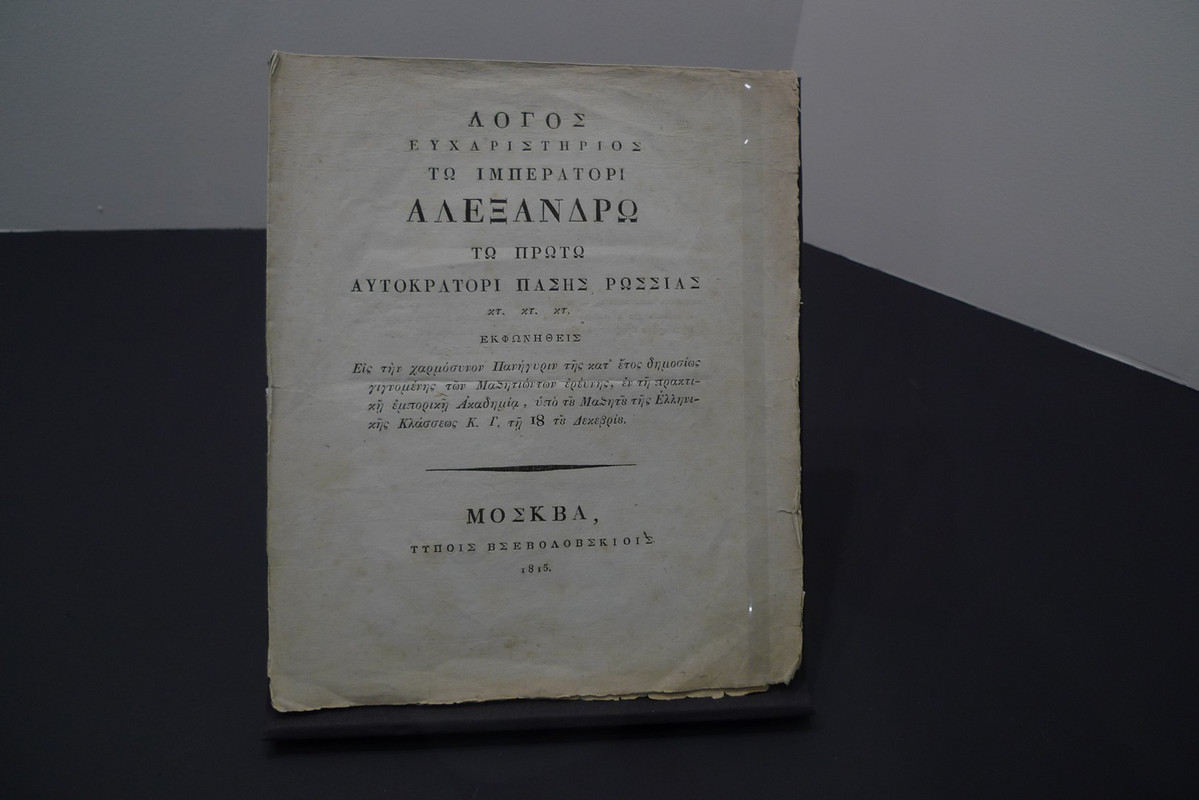 ΛΟΓΟΣ
ΕΥΧΑΡΙΣΤΗΡΙΟΣ
ΤΩ ΙΜΠΕΡΑΤΟΡΙ
ΑΛΕΞΑΝΔΡΩ
ΤΩ ΠΡΩΤΩ
ΑΥΤΟΚΡΑΤΟΡΙ ΠΑΣΗΣ ΡΩΣΣΙΑΣ
κτ. κτ. κτ.
ΕΚΦΩΝΗΘΕΙΣ
Εἰς τὴν χαρμόσυνον Πανήγυριν τῆς κατ' ἔτος δημοσίως
γιγνομένης τῶν Μαθητιόντων ἐρέυνης, ἐν τῇ πρακτι-
κῇ ἐμπορικῇ Ἀκαδημίᾳ, ὑπὸ τȣ͂ Μαθητȣ͂ τῆς Ἑλληνι-
κῆς Κλάσσεως Κ. Γ. τῇ 18 τȣ͂ Δεκεβρίȣ.
ΜΟΣΚΒΑ,
ΤΥΠΟΙΣ ΒΣΕΒΟΛΟΒΣΚΙΟΙΣ
1815.